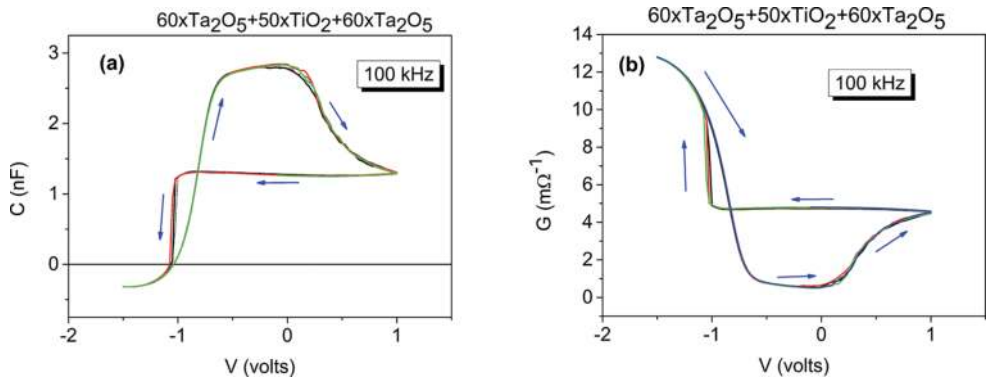 60xTa2O5+50xTiO2+60xTa2O5
(a)
100 kHz
3
2
1
0
C (nF)
-2
-1
0
1
V (volts)
60xTa2O5+50xTiO2+60xTa2O5
(b)
100 kHz
14
12
10
8
6
4
2
0
G (mΩ-1)
-2
-1
0
1
V (volts)